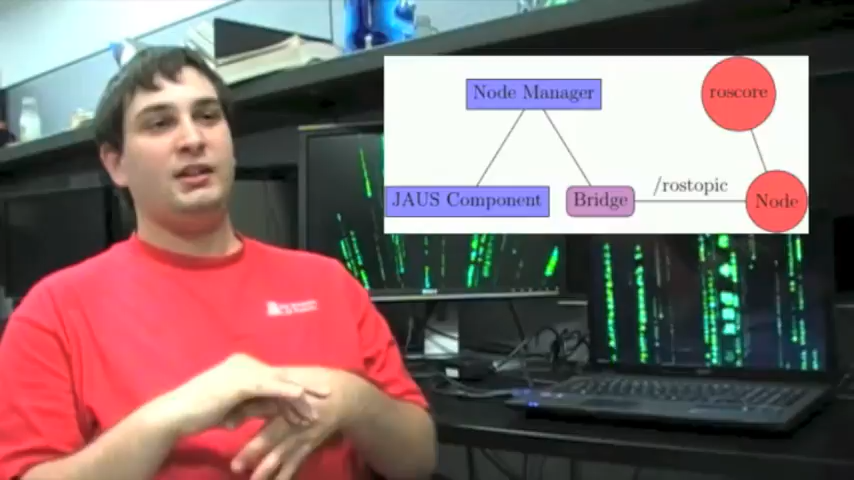 Node Manager
roscore
JAUS Component
Bridge
/rostopic
Node